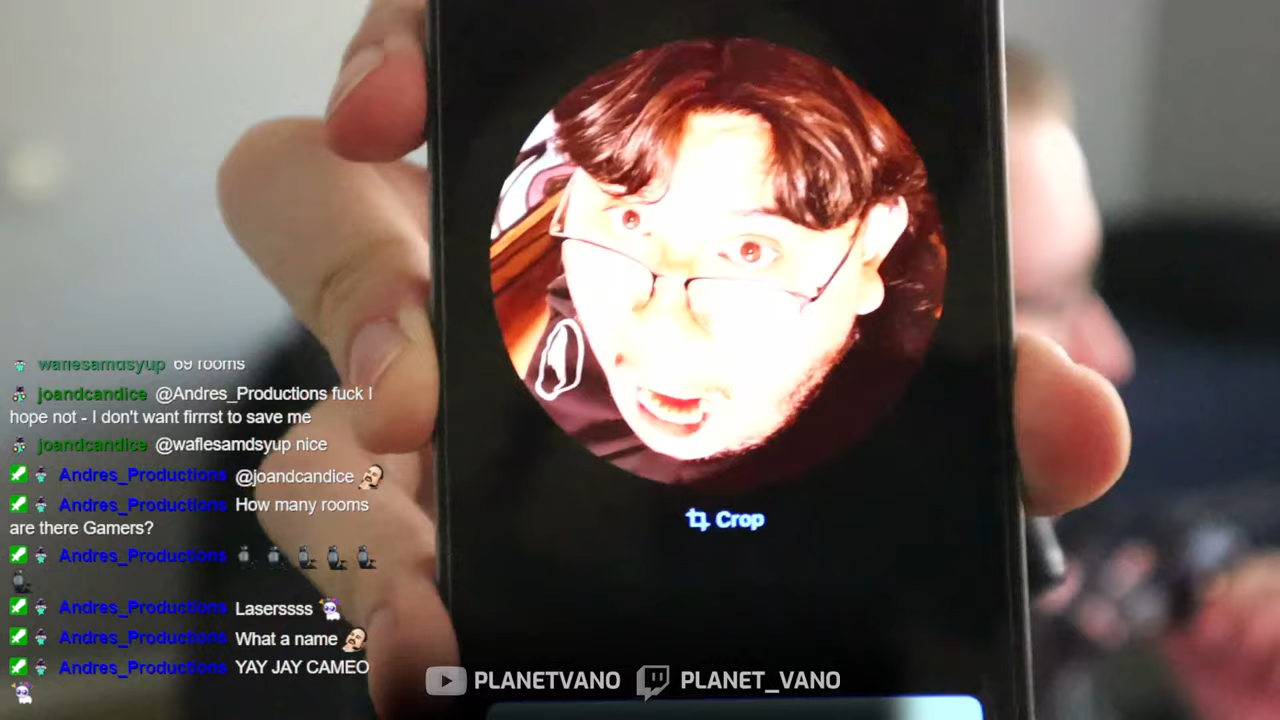 waflesamdsyup 69 rooms
joandcandice @Andres_Productions fuck I
hope not - I don't want firrrst to save me
joandcandice @waflesamdsyup nice
Andres_Productions @joandcandice
Andres_Productions How many rooms
are there Gamers?
Andres_Productions
Andres_Productions Laserssss
Andres_Productions What a name
Andres_Productions YAY JAY CAMEO
Crop
PLANETVANO PLANET_VANO